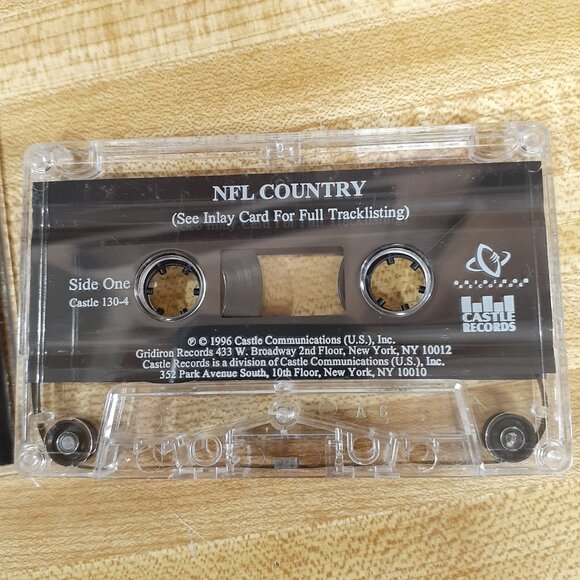 NFL COUNTRY
(See Inlay Card For Full Tracklisting)
Side One
Castle 130-4
CASTLE
RECORDS
℗ © 1996 Castle Communications (U.S.), Inc.
Gridiron Records 433 W. Broadway 2nd Floor, New York, NY 10012
Castle Records is a division of Castle Communications (U.S.), Inc.
352 Park Avenue South, 10th Floor, New York, NY 10010